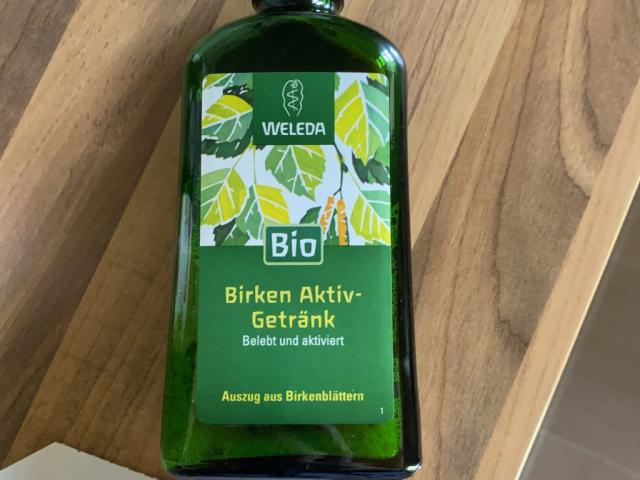 WELEDA
Bio
Birken Aktiv-
Getränk
Belebt und aktiviert
Auszug aus Birkenblättern
1